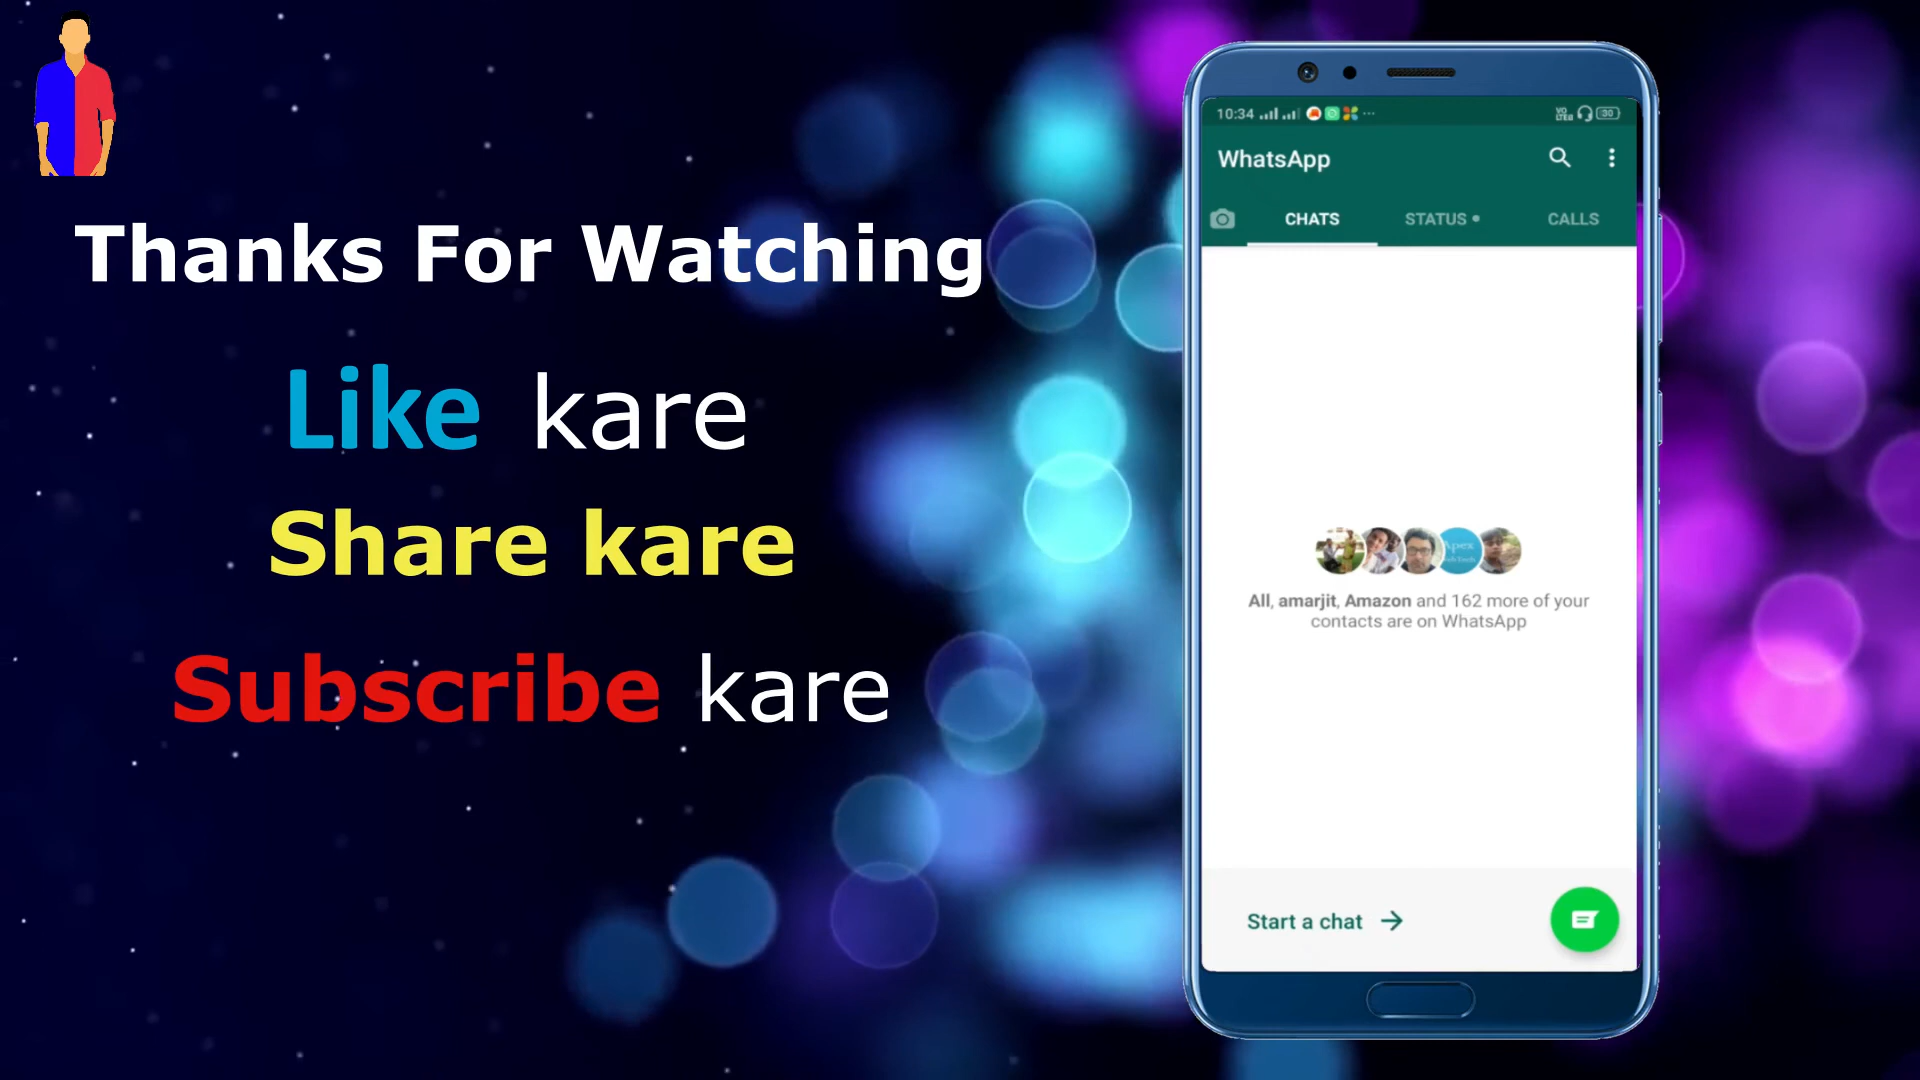 Thanks For Watching
Like kare
Share kare
Subscribe kare
10:34
WhatsApp
CHATS
STATUS
CALLS
All, amarjit, Amazon and 162 more of your
contacts are on WhatsApp
Start a chat